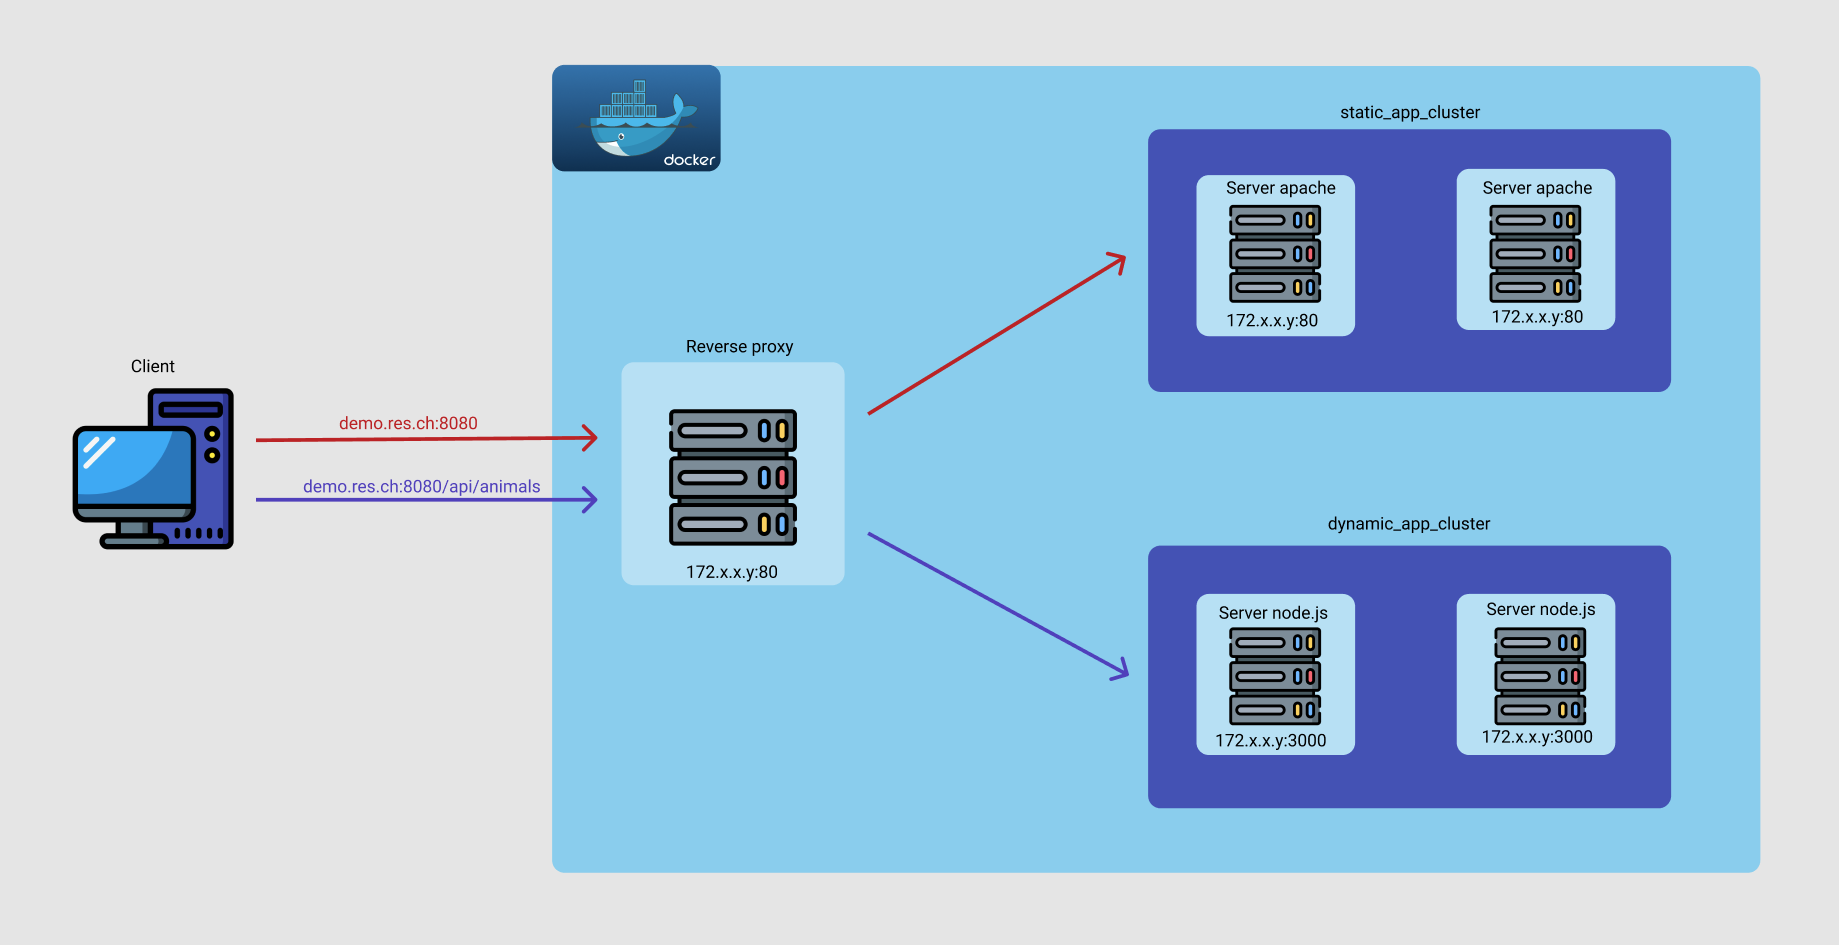 docker
static_app_cluster
Server apache
172.x.x.y:80
Server apache
172.x.x.y:80
Client
demo.res.ch:8080
demo.res.ch:8080/api/animals
Reverse proxy
172.x.x.y:80
dynamic_app_cluster
Server node.js
172.x.x.y:3000
Server node.js
172.x.x.y:3000